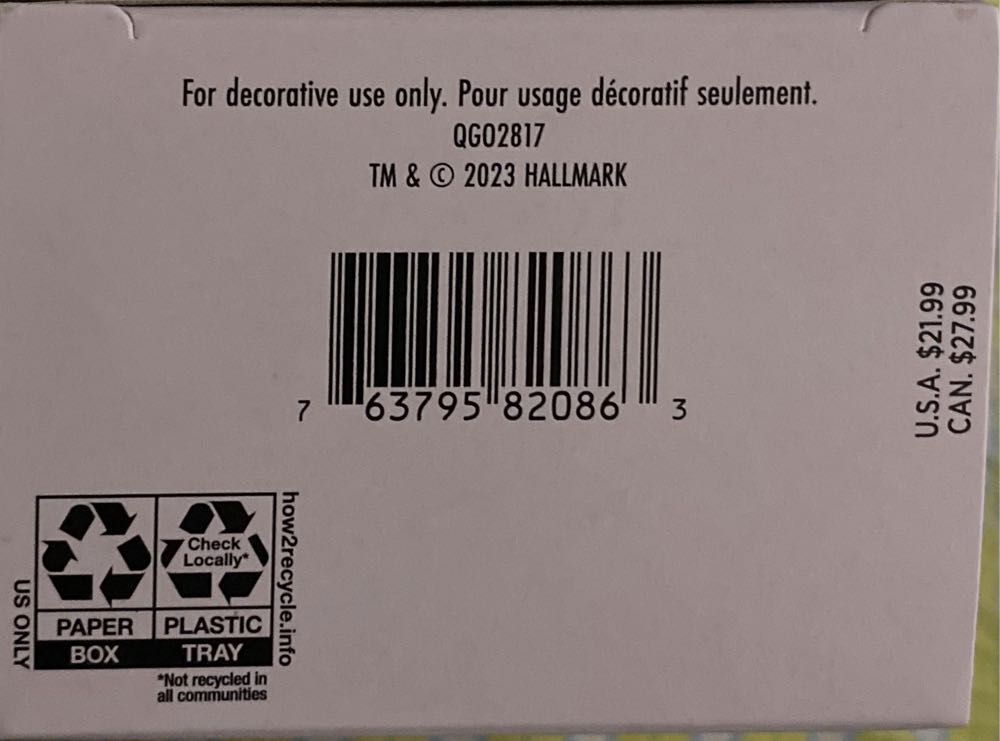 For decorative use only. Pour usage décoratif seulement.
QGO2817
TM & © 2023 HALLMARK
7 63795 82086 3
U.S.A. $21.99
CAN. $27.99
US ONLY
Check
Locally*
PAPER
BOX
PLASTIC
TRAY
how2recycle.info
*Not recycled in
all communities